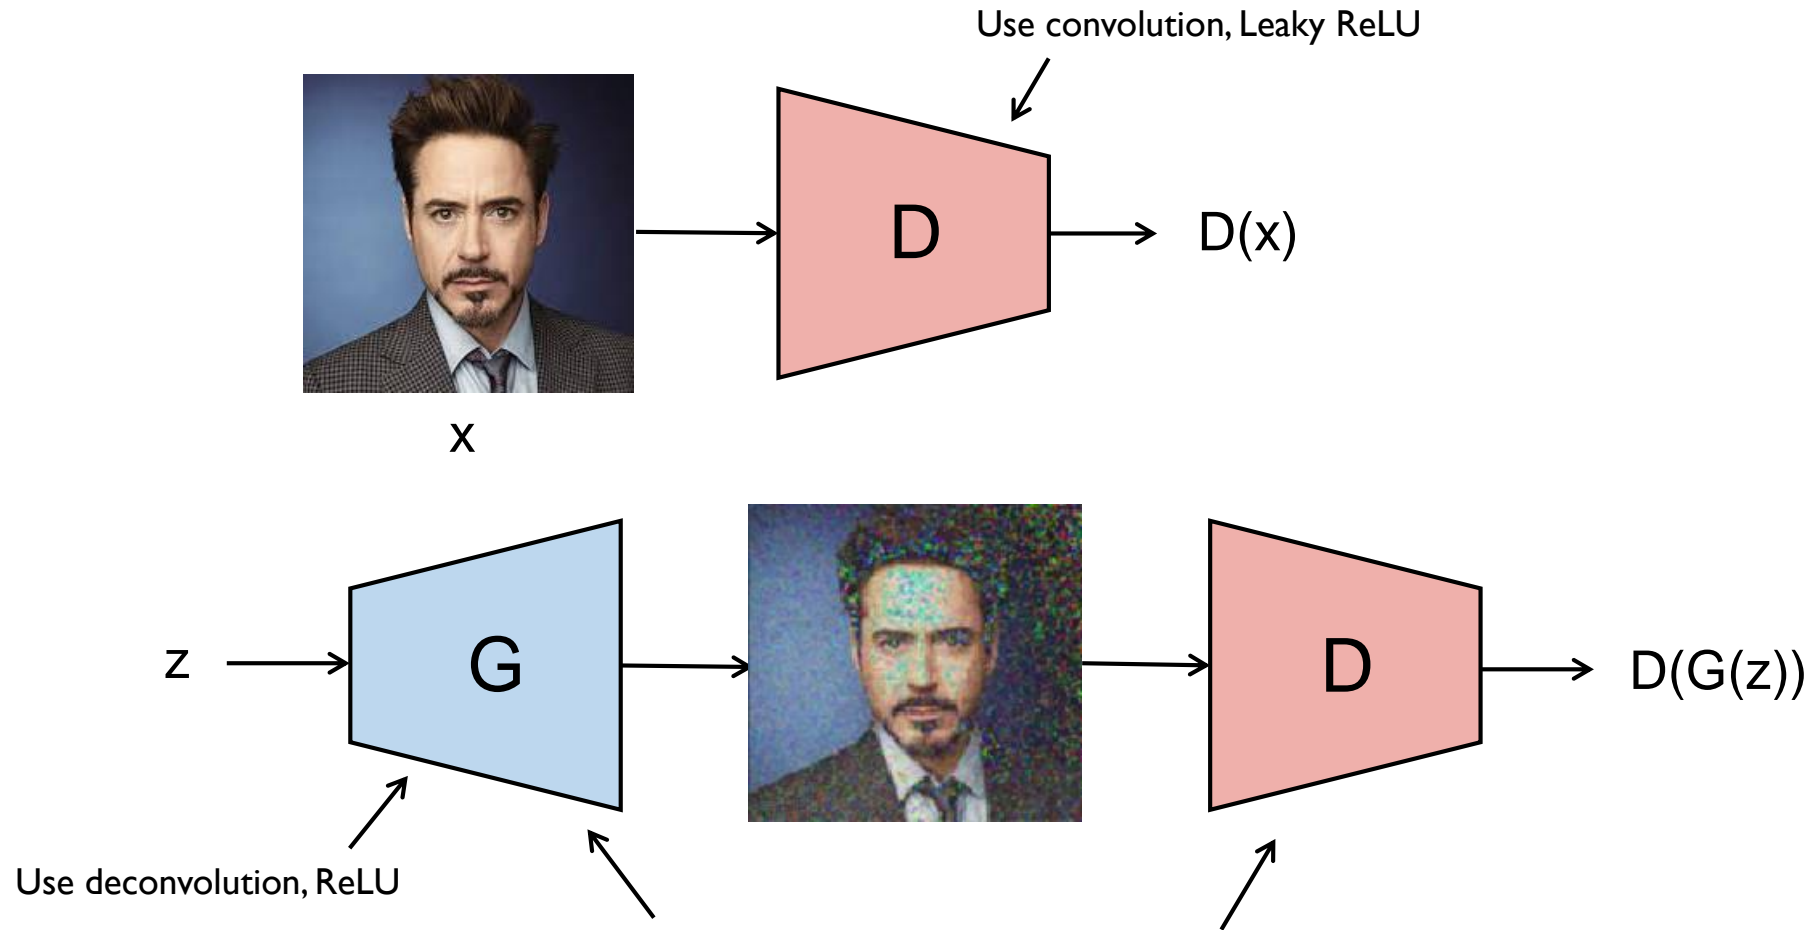 Use convolution, Leaky ReLU
D
D(x)
x
z
G
D
D(G(z))
Use deconvolution, ReLU